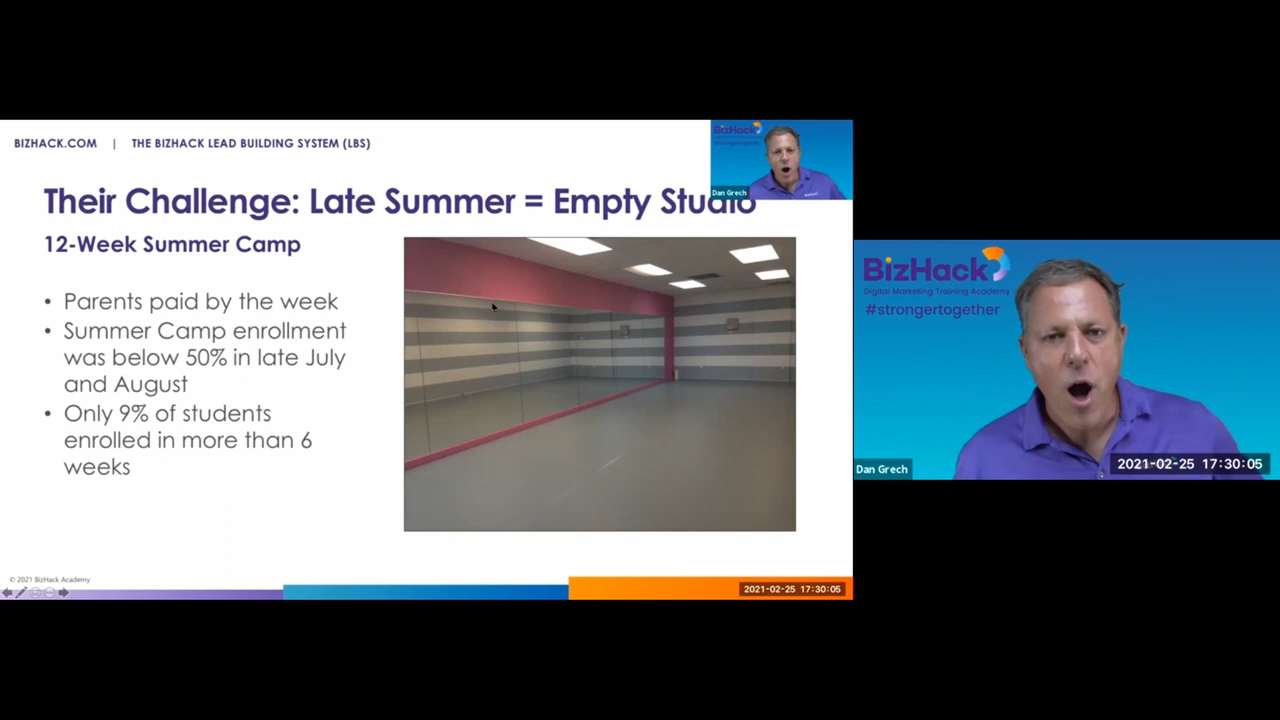 BIZHACK.COM | THE BIZHACK LEAD BUILDING SYSTEM (LBS)
BizHack
#strongertogether
Dan Grech
Their Challenge: Late Summer = Empty Studio
12-Week Summer Camp
• Parents paid by the week
• Summer Camp enrollment
was below 50% in late July
and August
• Only 9% of students
enrolled in more than 6
weeks
© 2021 BizHack Academy
2021-02-25 17:30:05
BizHack
Digital Marketing Training Academy
#strongertogether
Dan Grech
2021-02-25 17:30:05